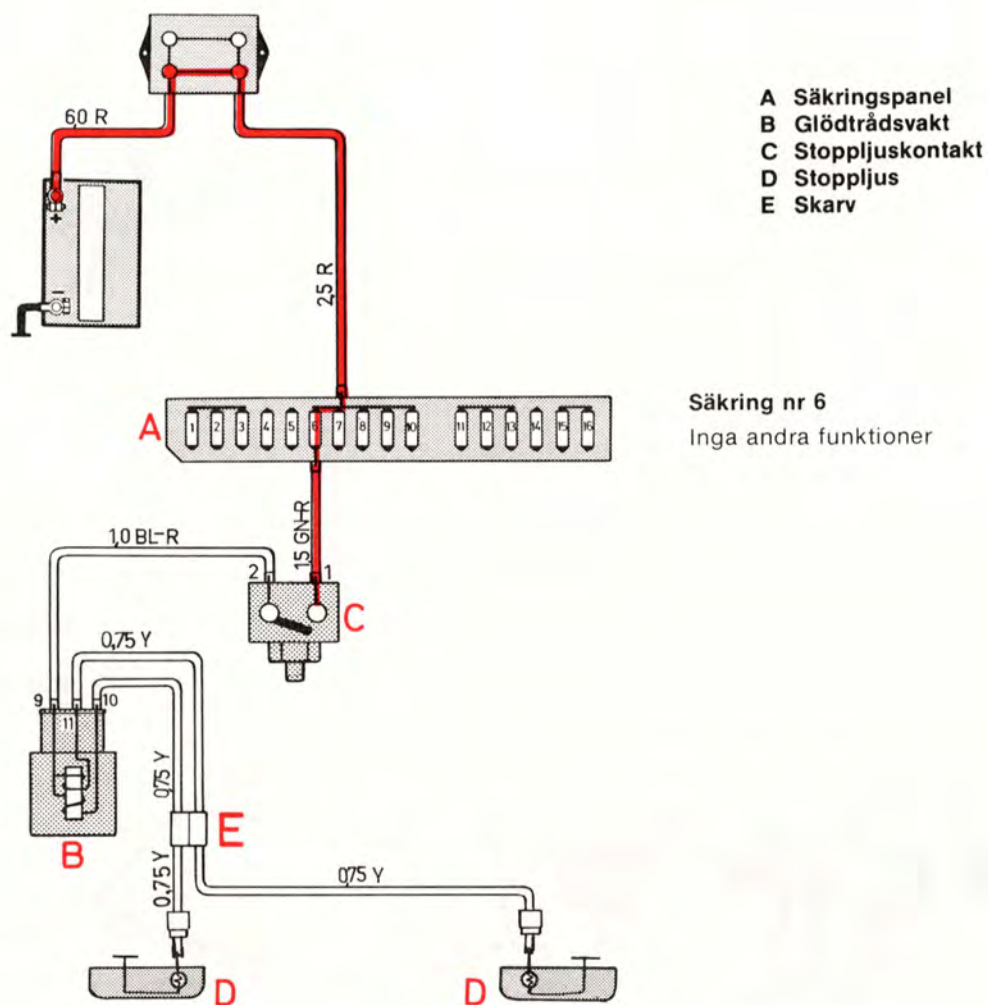 60 R
A Säkringspanel
B Glödtrådsvakt
C Stoppljuskontakt
D Stoppljus
E Skarv
+
−
2,5 R
A
1 2 3 4 5 6 7 8 9 10 11 12 13 14 15 16
Säkring nr 6
Inga andra funktioner
1,0 BL-R
1,5 GN-R
2 1
C
0,75 Y
9 11 10
0,75 Y
B
E
0,75 Y
0,75 Y
D
D